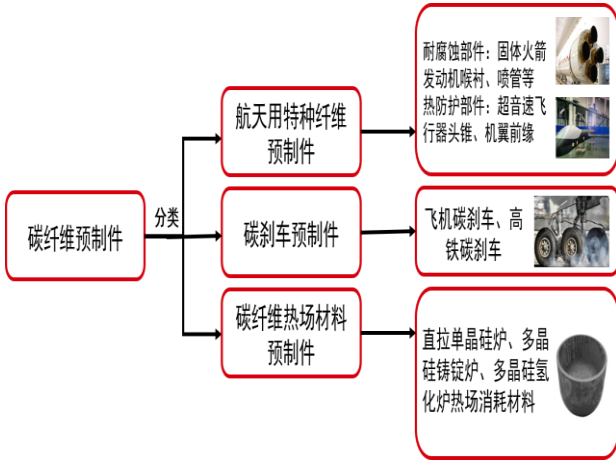 碳纤维预制件
分类
航天用特种纤维
预制件
耐腐蚀部件：固体火箭
发动机喉衬、喷管等
热防护部件：超音速飞
行器头锥、机翼前缘
碳刹车预制件
飞机碳刹车、高
铁碳刹车
碳纤维热场材料
预制件
直拉单晶硅炉、多晶
硅铸锭炉、多晶硅氢
化炉热场消耗材料